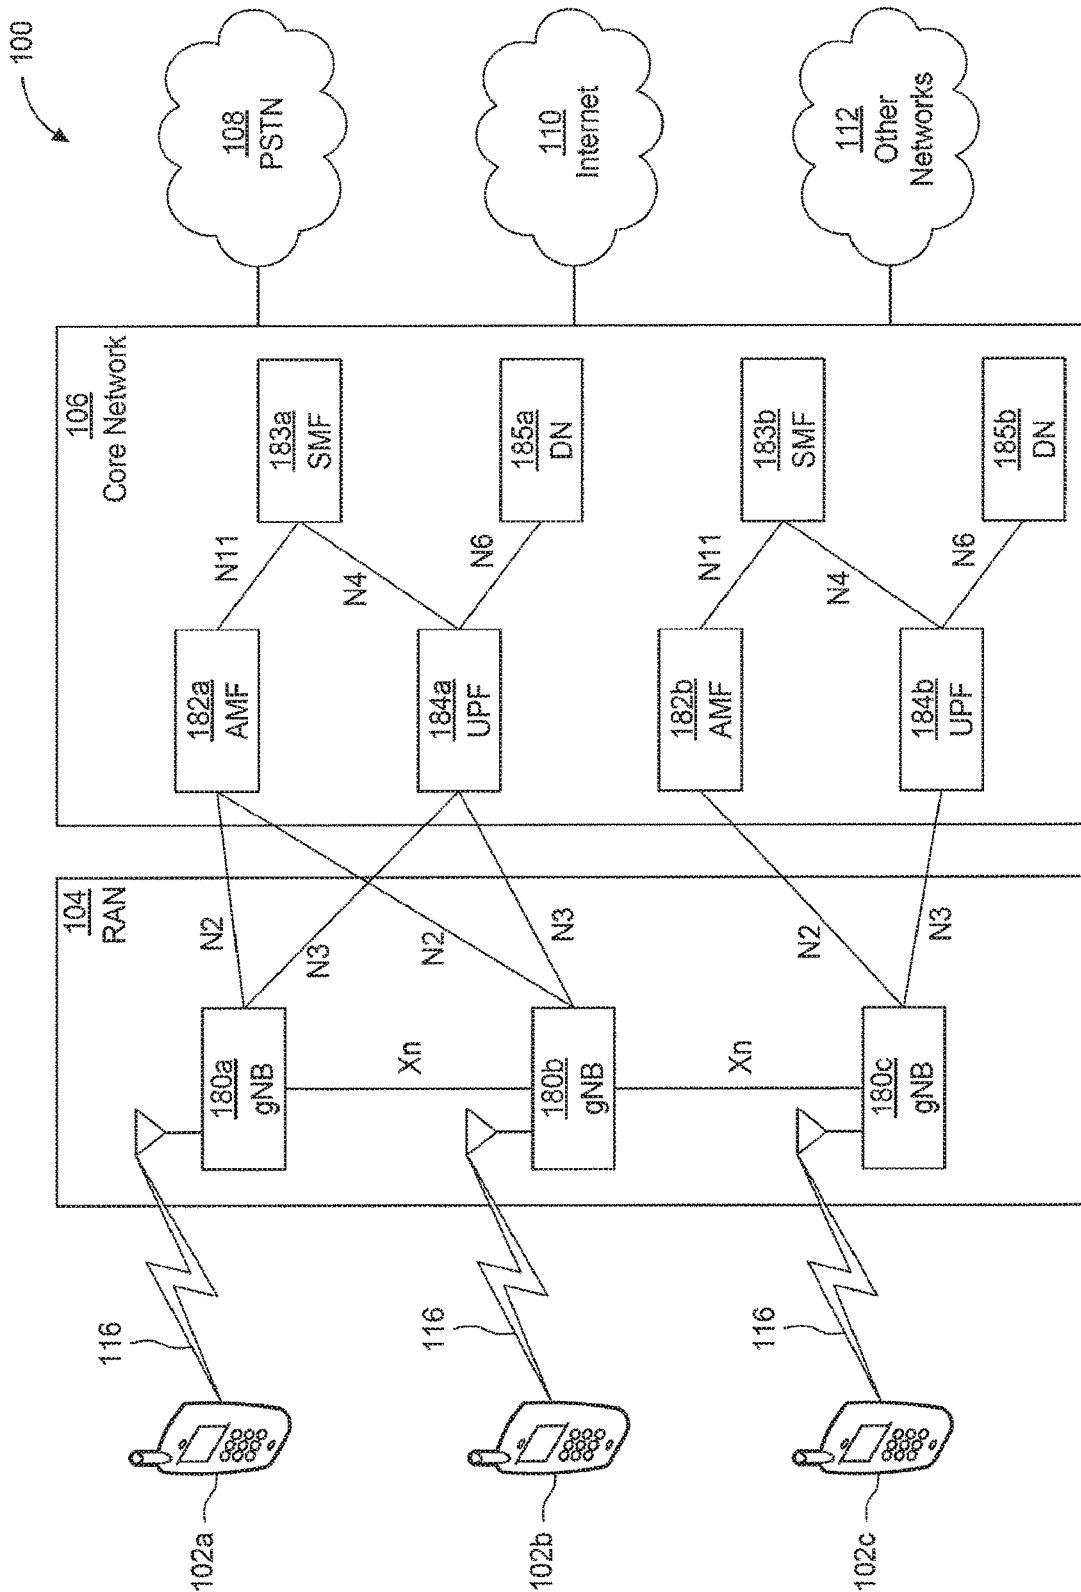 100
102a
116
104
RAN
180a
gNB
N2
N3
Xn
106
Core Network
182a
AMF
N11
183a
SMF
N4
184a
UPF
N6
185a
DN
108
PSTN
102b
116
180b
gNB
N2
N3
Xn
110
Internet
102c
116
180c
gNB
N2
N3
182b
AMF
N11
183b
SMF
N4
184b
UPF
N6
185b
DN
112
Other
Networks